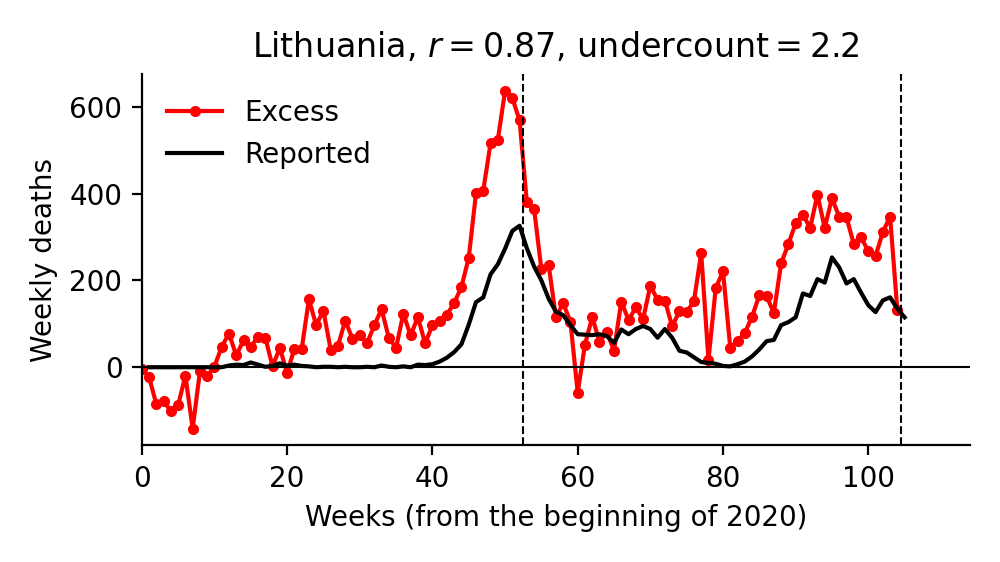 Lithuania, r = 0.87, undercount = 2.2
Excess
Reported
Weekly deaths
600
400
200
0
0 20 40 60 80 100
Weeks (from the beginning of 2020)